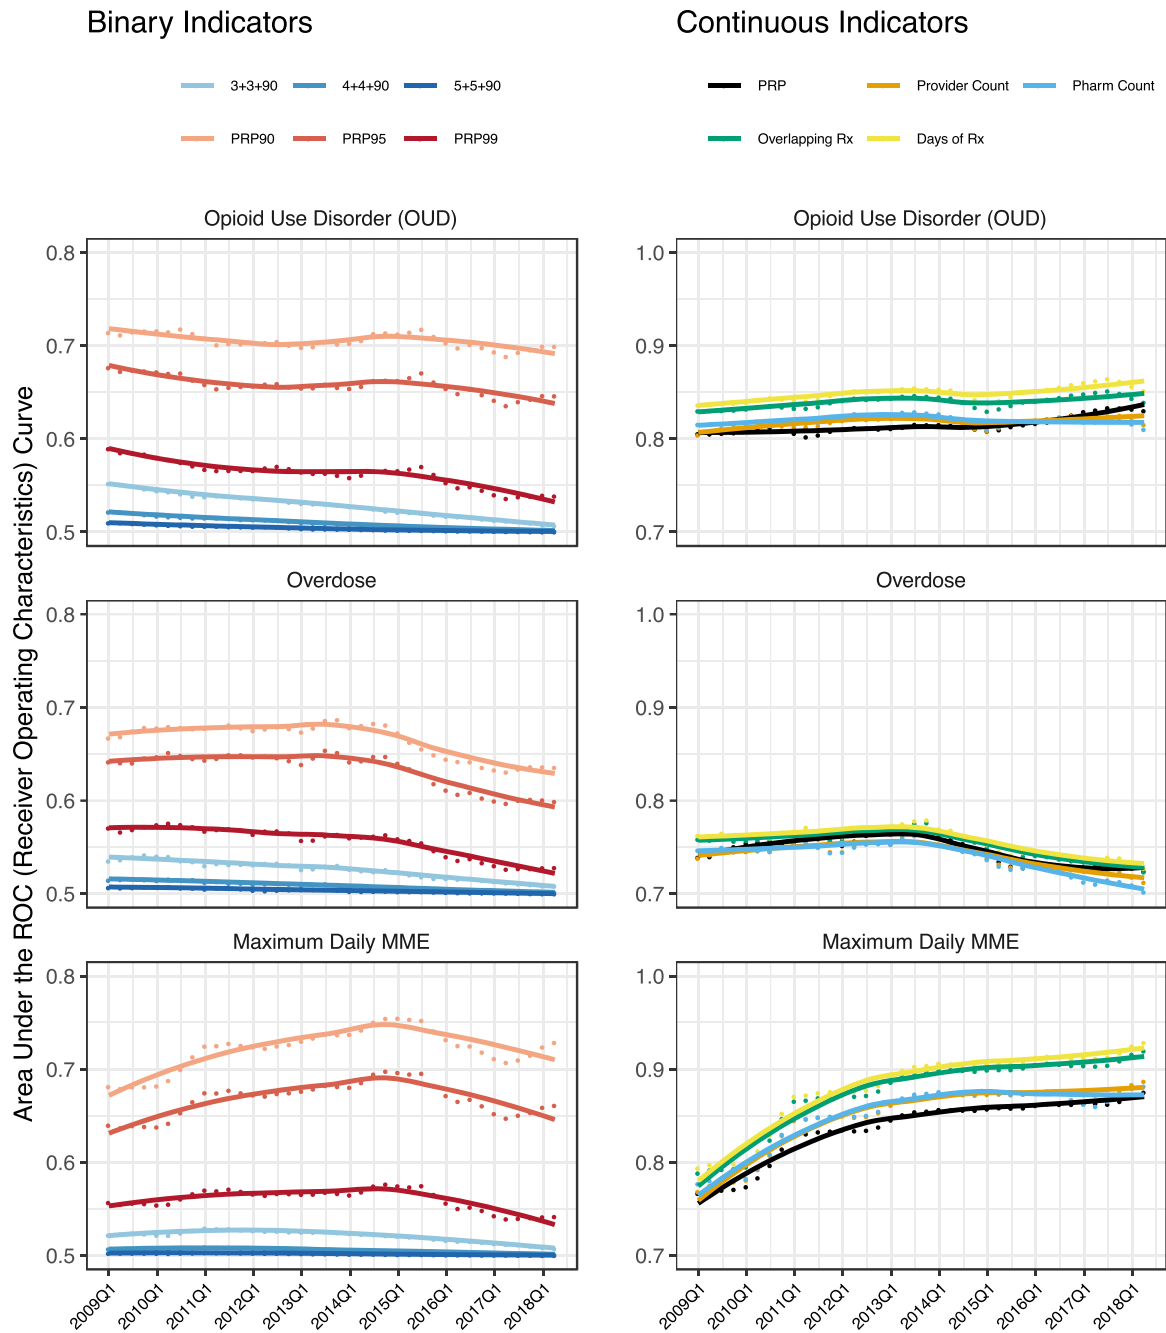 Binary Indicators
Continuous Indicators
3+3+90 4+4+90 5+5+90
PRP90 PRP95 PRP99
PRP Provider Count Pharm Count
Overlapping Rx Days of Rx
Area Under the ROC (Receiver Operating Characteristics) Curve
Opioid Use Disorder (OUD)
0.8
0.7
0.6
0.5
Opioid Use Disorder (OUD)
1.0
0.9
0.8
0.7
Overdose
0.8
0.7
0.6
0.5
Overdose
1.0
0.9
0.8
0.7
Maximum Daily MME
0.8
0.7
0.6
0.5
Maximum Daily MME
1.0
0.9
0.8
0.7
2009Q1 2010Q1 2011Q1 2012Q1 2013Q1 2014Q1 2015Q1 2016Q1 2017Q1 2018Q1
2009Q1 2010Q1 2011Q1 2012Q1 2013Q1 2014Q1 2015Q1 2016Q1 2017Q1 2018Q1